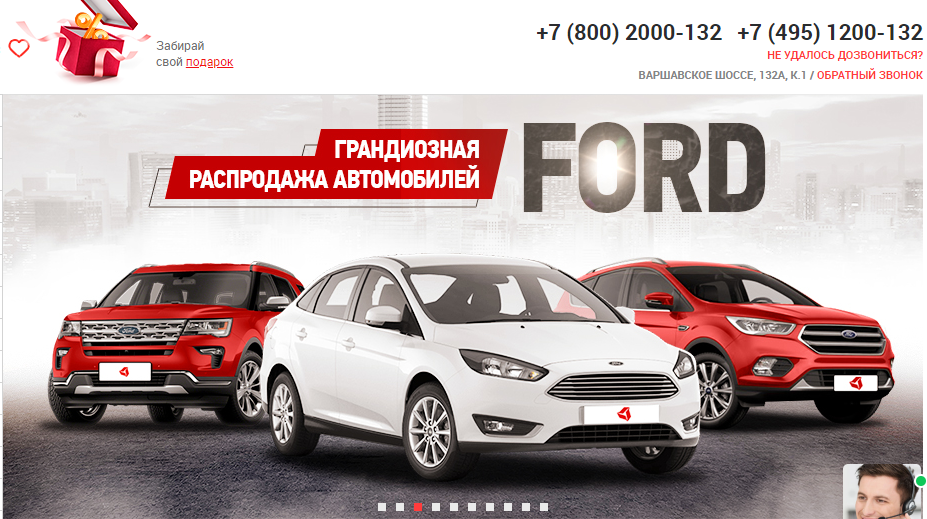 Забирай
свой подарок
+7 (800) 2000-132 +7 (495) 1200-132
НЕ УДАЛОСЬ ДОЗВОНИТЬСЯ?
ВАРШАВСКОЕ ШОССЕ, 132А, К.1 / ОБРАТНЫЙ ЗВОНОК
ГРАНДИОЗНАЯ
РАСПРОДАЖА АВТОМОБИЛЕЙ
FORD